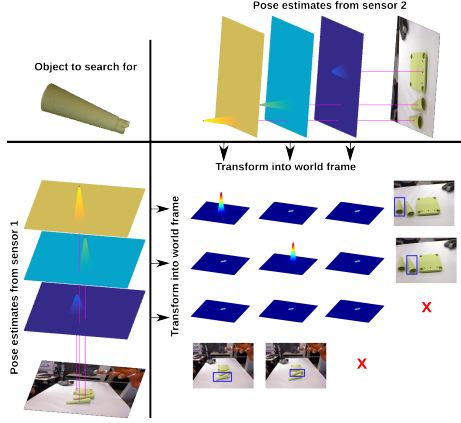 Pose estimates from sensor 2
Object to search for
Transform into world frame
Pose estimates from sensor 1
Transform into world frame
X
X